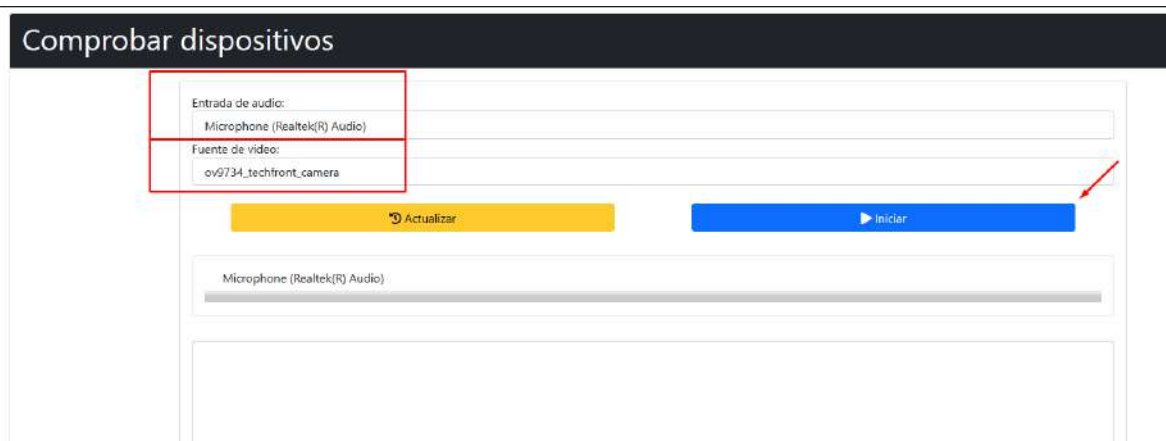 Comprobar dispositivos
Entrada de audio:
Microphone (Realtek(R) Audio)
Fuente de video:
ov9734_techfront_camera
Actualizar
Iniciar
Microphone (Realtek(R) Audio)